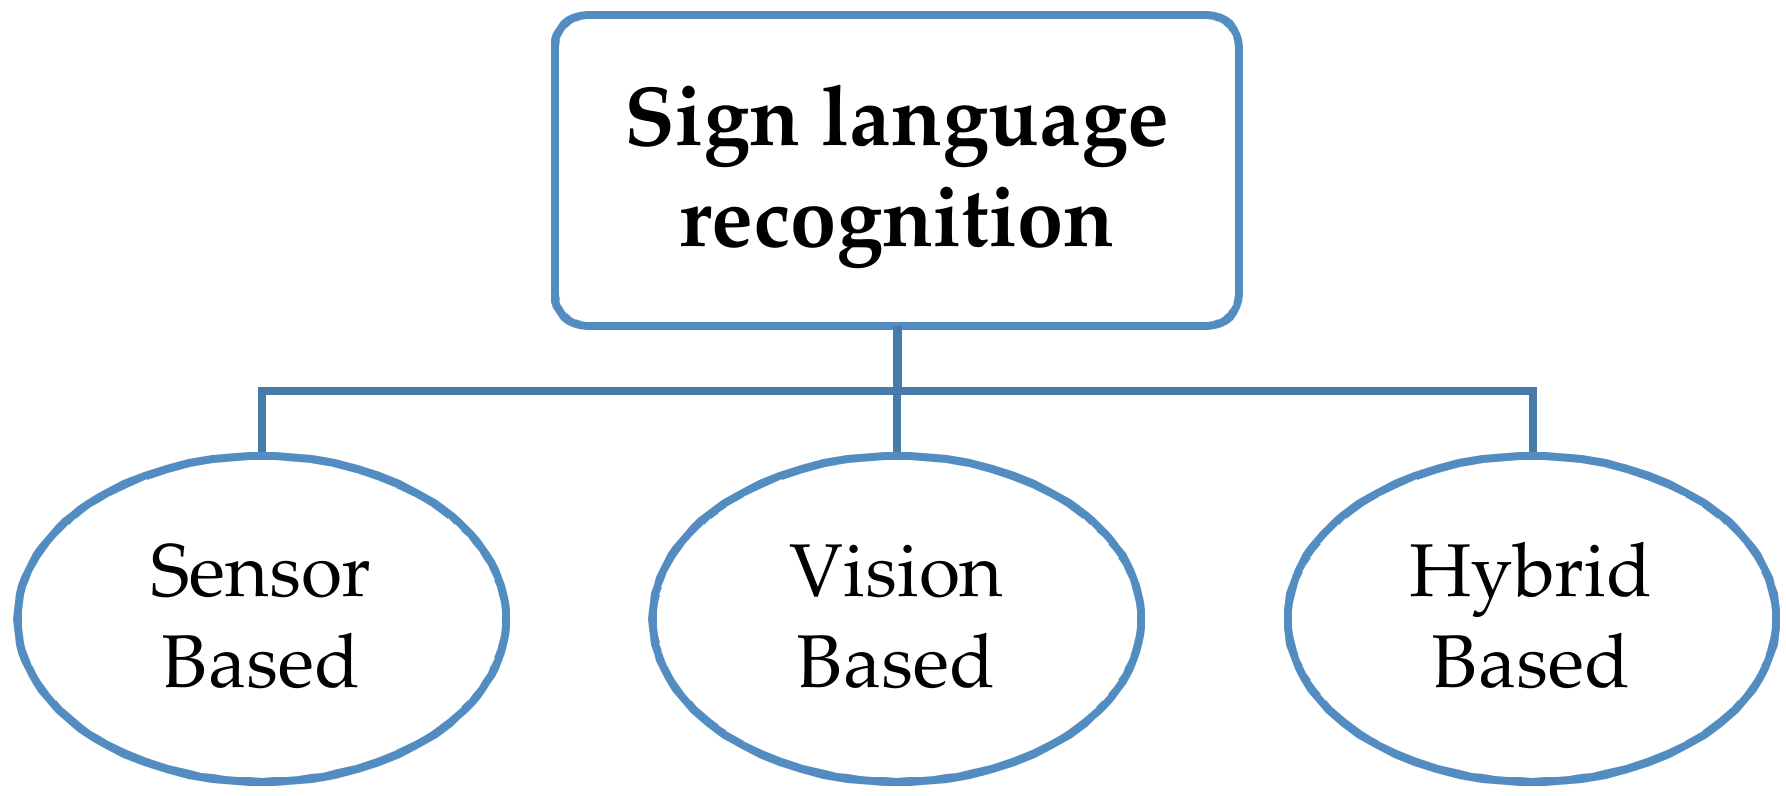 Sign language
recognition
Sensor
Based
Vision
Based
Hybrid
Based